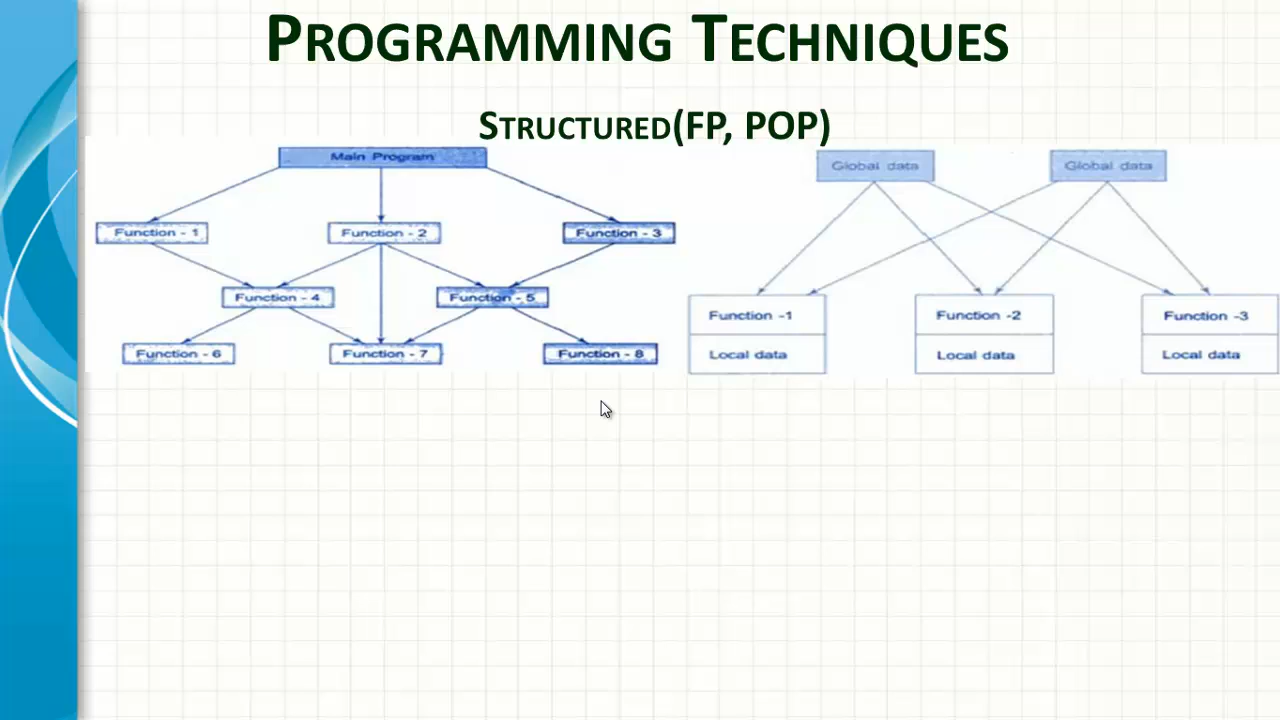 PROGRAMMING TECHNIQUES
STRUCTURED(FP, POP)
Main Program
Function - 1
Function - 2
Function - 3
Function - 4
Function - 5
Function - 6
Function - 7
Function - 8
Global data
Global data
Function -1
Function -2
Function -3
Local data
Local data
Local data